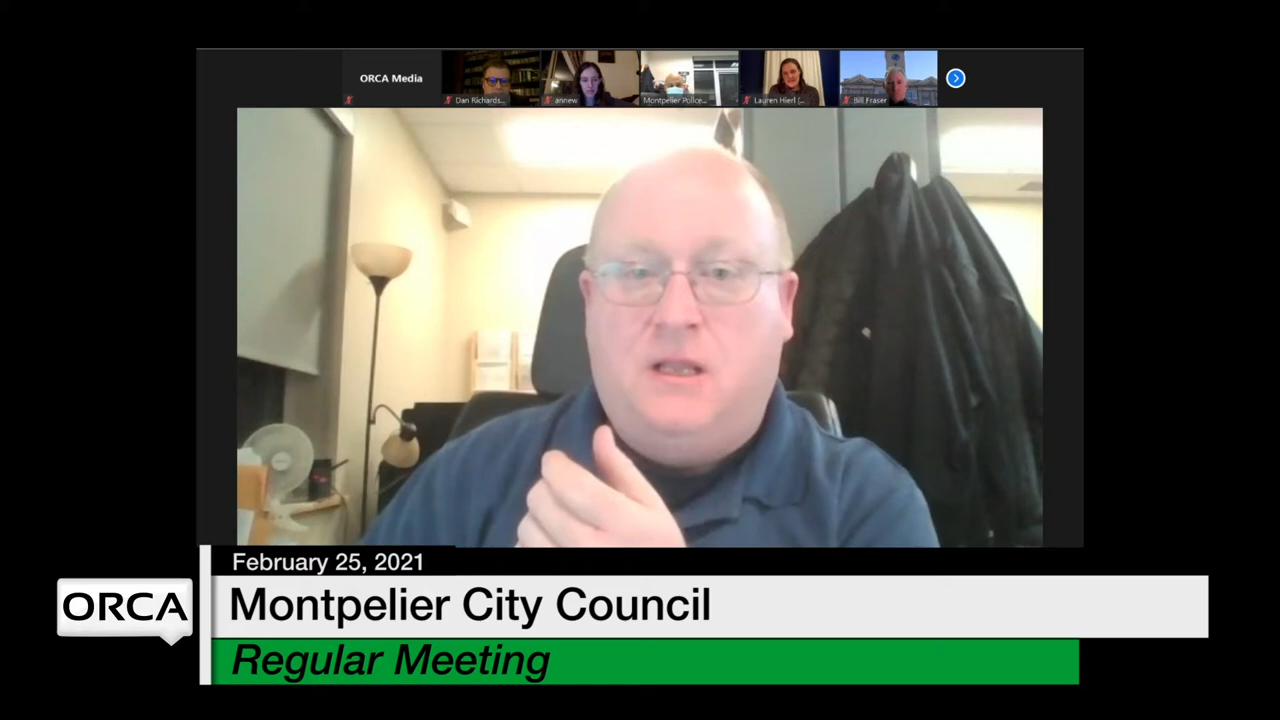 ORCA Media
Dan Richards...
annew
Montpelier Police...
Lauren Hierl (...
Bill Fraser
February 25, 2021
ORCA
Montpelier City Council
Regular Meeting